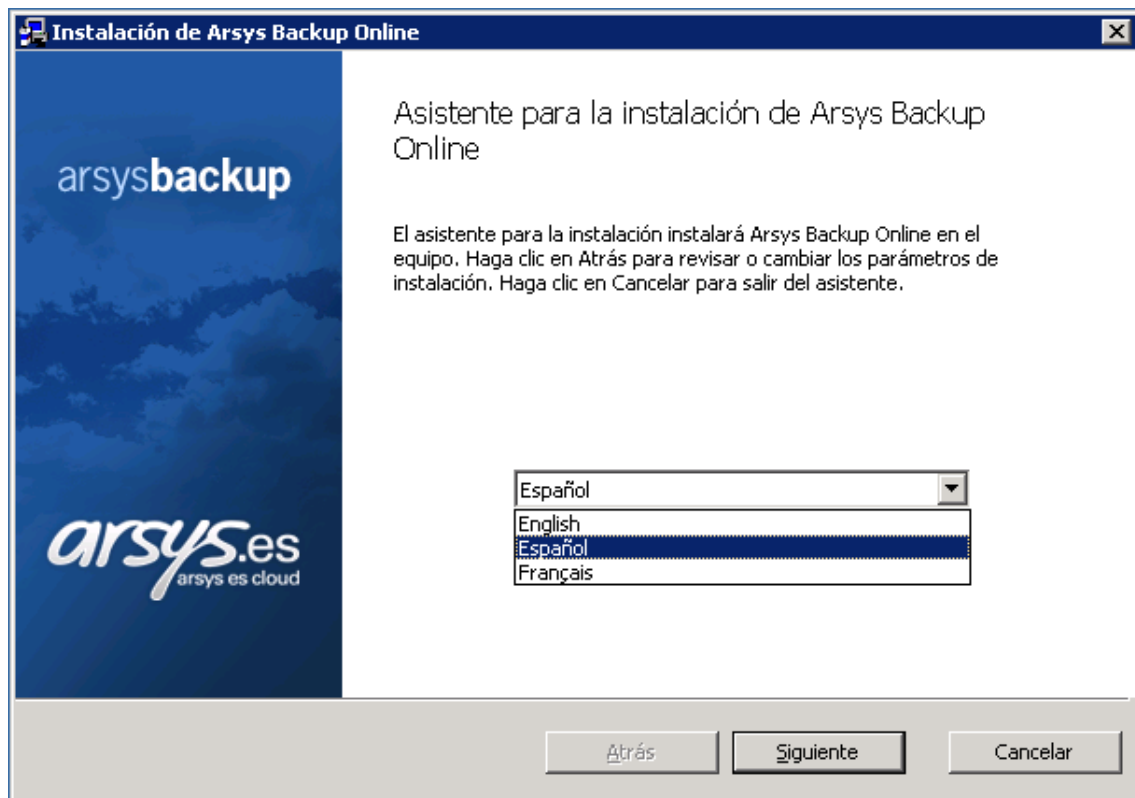 Instalación de Arsys Backup Online
arsysbackup
Asistente para la instalación de Arsys Backup
Online
El asistente para la instalación instalará Arsys Backup Online en el
equipo. Haga clic en Atrás para revisar o cambiar los parámetros de
instalación. Haga clic en Cancelar para salir del asistente.
Español
English
Español
Français
arsys.es
arsys es cloud
Atrás
Siguiente
Cancelar